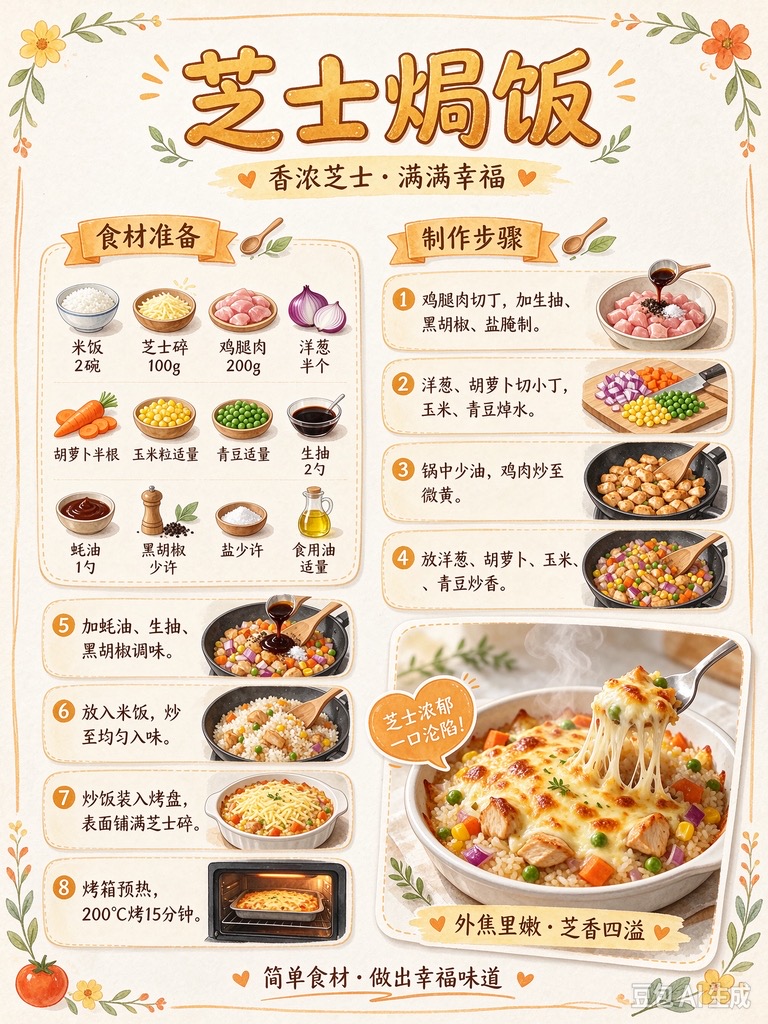 芝士焗饭
香浓芝士·满满幸福
食材准备
米饭
2碗
芝士碎
100g
鸡腿肉
200g
洋葱
半个
胡萝卜半根
玉米粒适量
青豆适量
生抽
2勺
蚝油
1勺
黑胡椒
少许
盐少许
食用油
适量
制作步骤
1 鸡腿肉切丁，加生抽、
黑胡椒、盐腌制。
2 洋葱、胡萝卜切小丁，
玉米、青豆焯水。
3 锅中少油，鸡肉炒至
微黄。
4 放洋葱、胡萝卜、玉米、
、青豆炒香。
5 加蚝油、生抽、
黑胡椒调味。
6 放入米饭，炒
至均匀入味。
7 炒饭装入烤盘，
表面铺满芝士碎。
8 烤箱预热，
200℃烤15分钟。
芝士浓郁
一口沦陷！
外焦里嫩·芝香四溢
简单食材·做出幸福味道
豆包AI生成